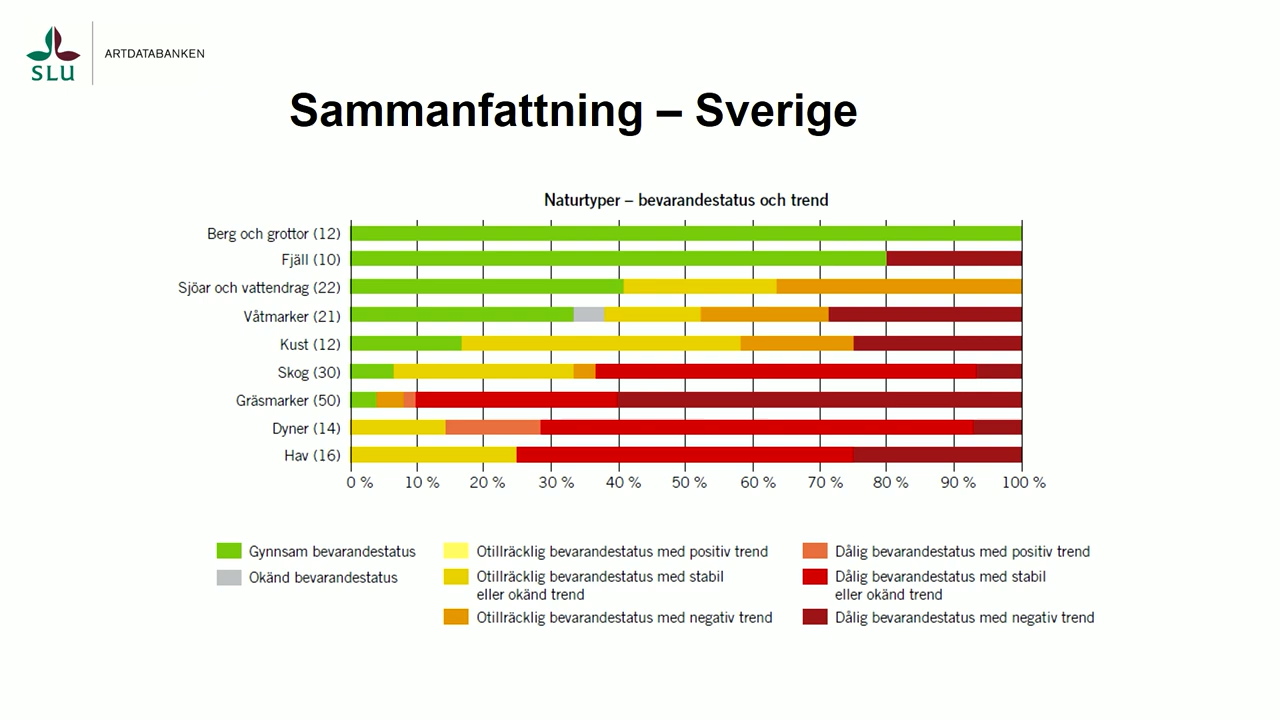 SLU
ARTDATABANKEN
Sammanfattning – Sverige
Naturtyper – bevarandestatus och trend
Berg och grottor (12)
Fjäll (10)
Sjöar och vattendrag (22)
Våtmarker (21)
Kust (12)
Skog (30)
Gräsmarker (50)
Dyner (14)
Hav (16)
0 % 10 % 20 % 30 % 40 % 50 % 60 % 70 % 80 % 90 % 100 %
Gynnsam bevarandestatus
Okänd bevarandestatus
Otillräcklig bevarandestatus med positiv trend
Otillräcklig bevarandestatus med stabil
eller okänd trend
Otillräcklig bevarandestatus med negativ trend
Dålig bevarandestatus med positiv trend
Dålig bevarandestatus med stabil
eller okänd trend
Dålig bevarandestatus med negativ trend